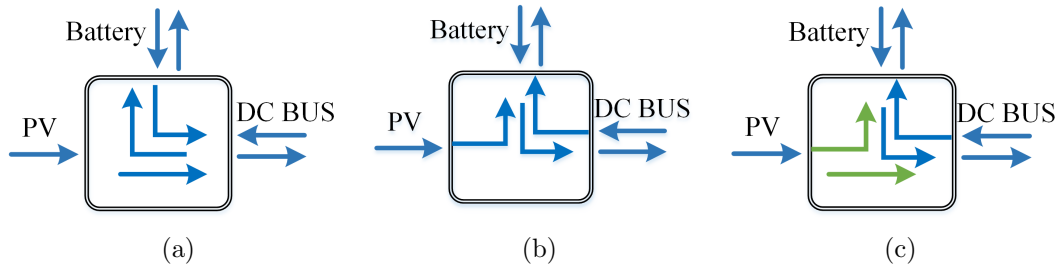 Battery
PV
DC BUS
(a)
Battery
PV
DC BUS
(b)
Battery
PV
DC BUS
(c)